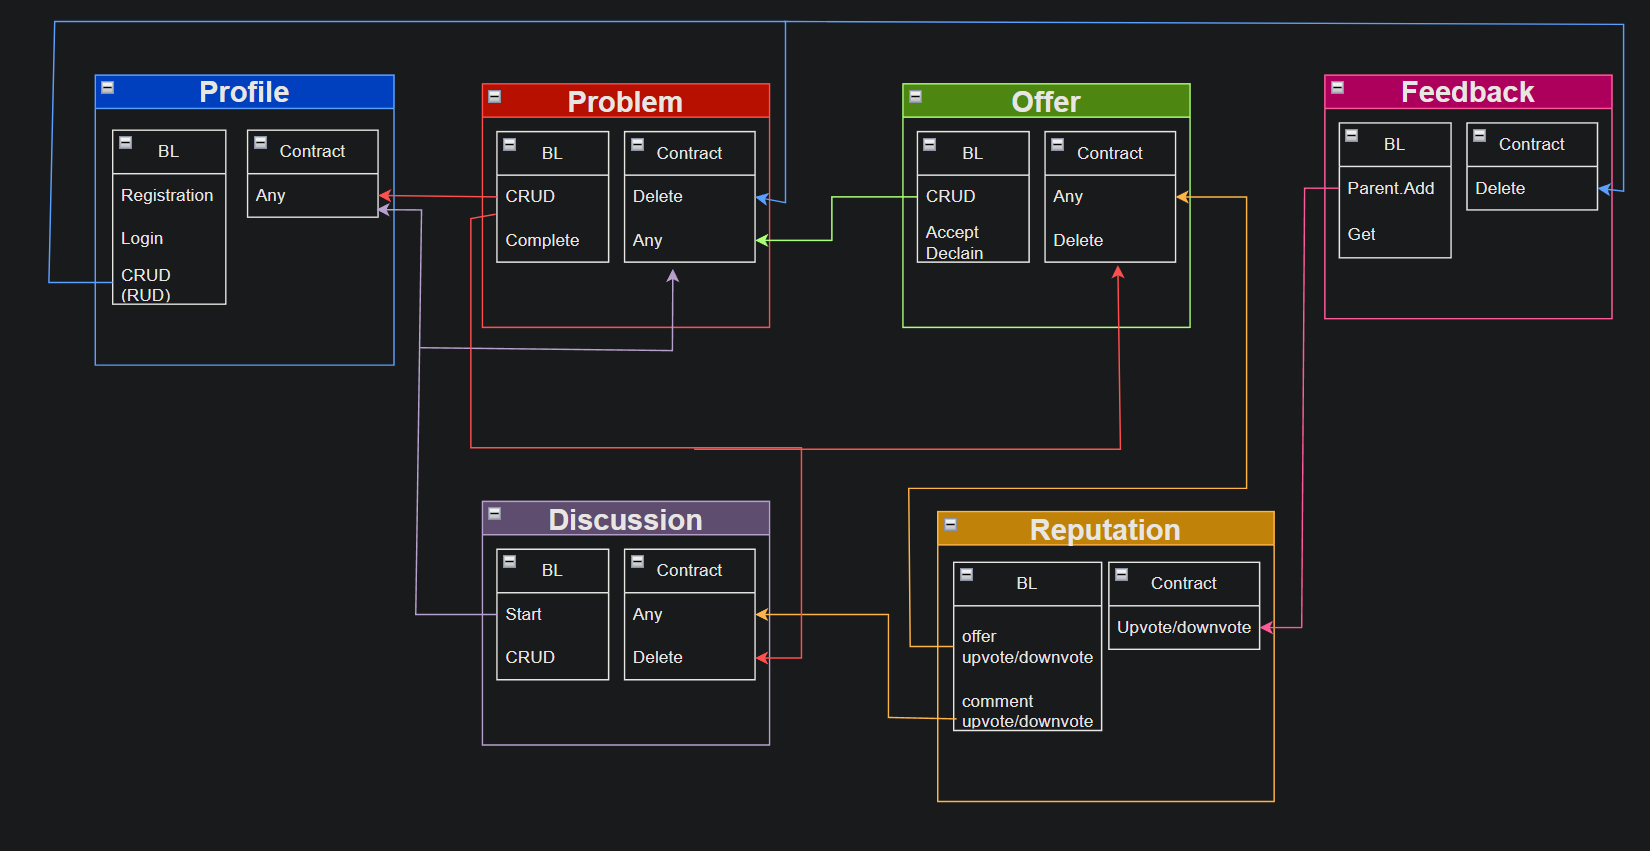 Profile
BL
Registration
Login
CRUD
(RUD)
Contract
Any
Problem
BL
CRUD
Complete
Contract
Delete
Any
Offer
BL
CRUD
Accept
Declain
Contract
Any
Delete
Feedback
BL
Parent.Add
Get
Contract
Delete
Discussion
BL
Start
CRUD
Contract
Any
Delete
Reputation
BL
offer
upvote/downvote
comment
upvote/downvote
Contract
Upvote/downvote